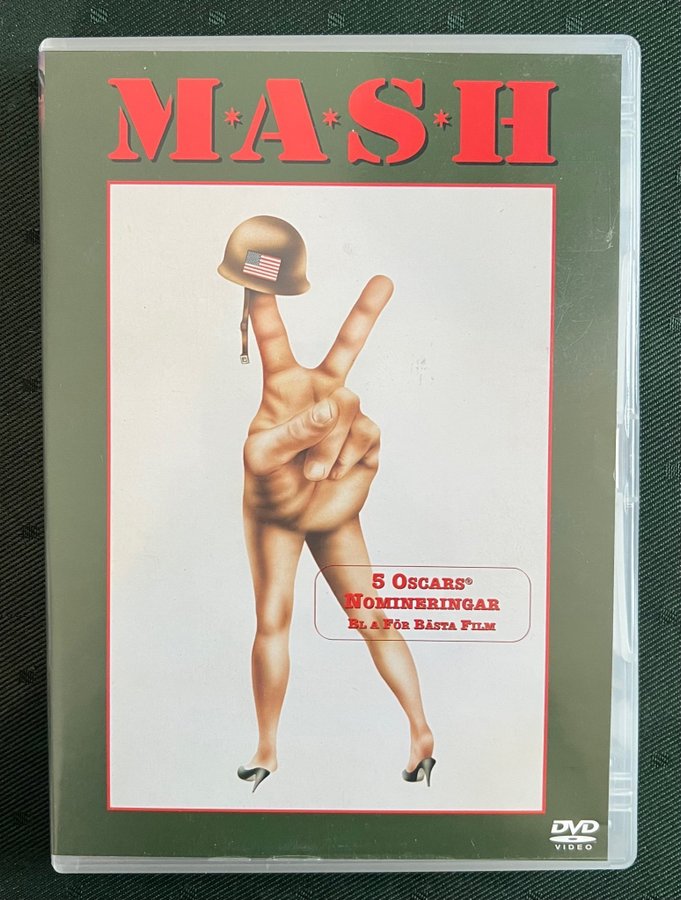 M*A*S*H
5 OSCARS®
NOMINERINGAR
BL A FÖR BÄSTA FILM
DVD
VIDEO